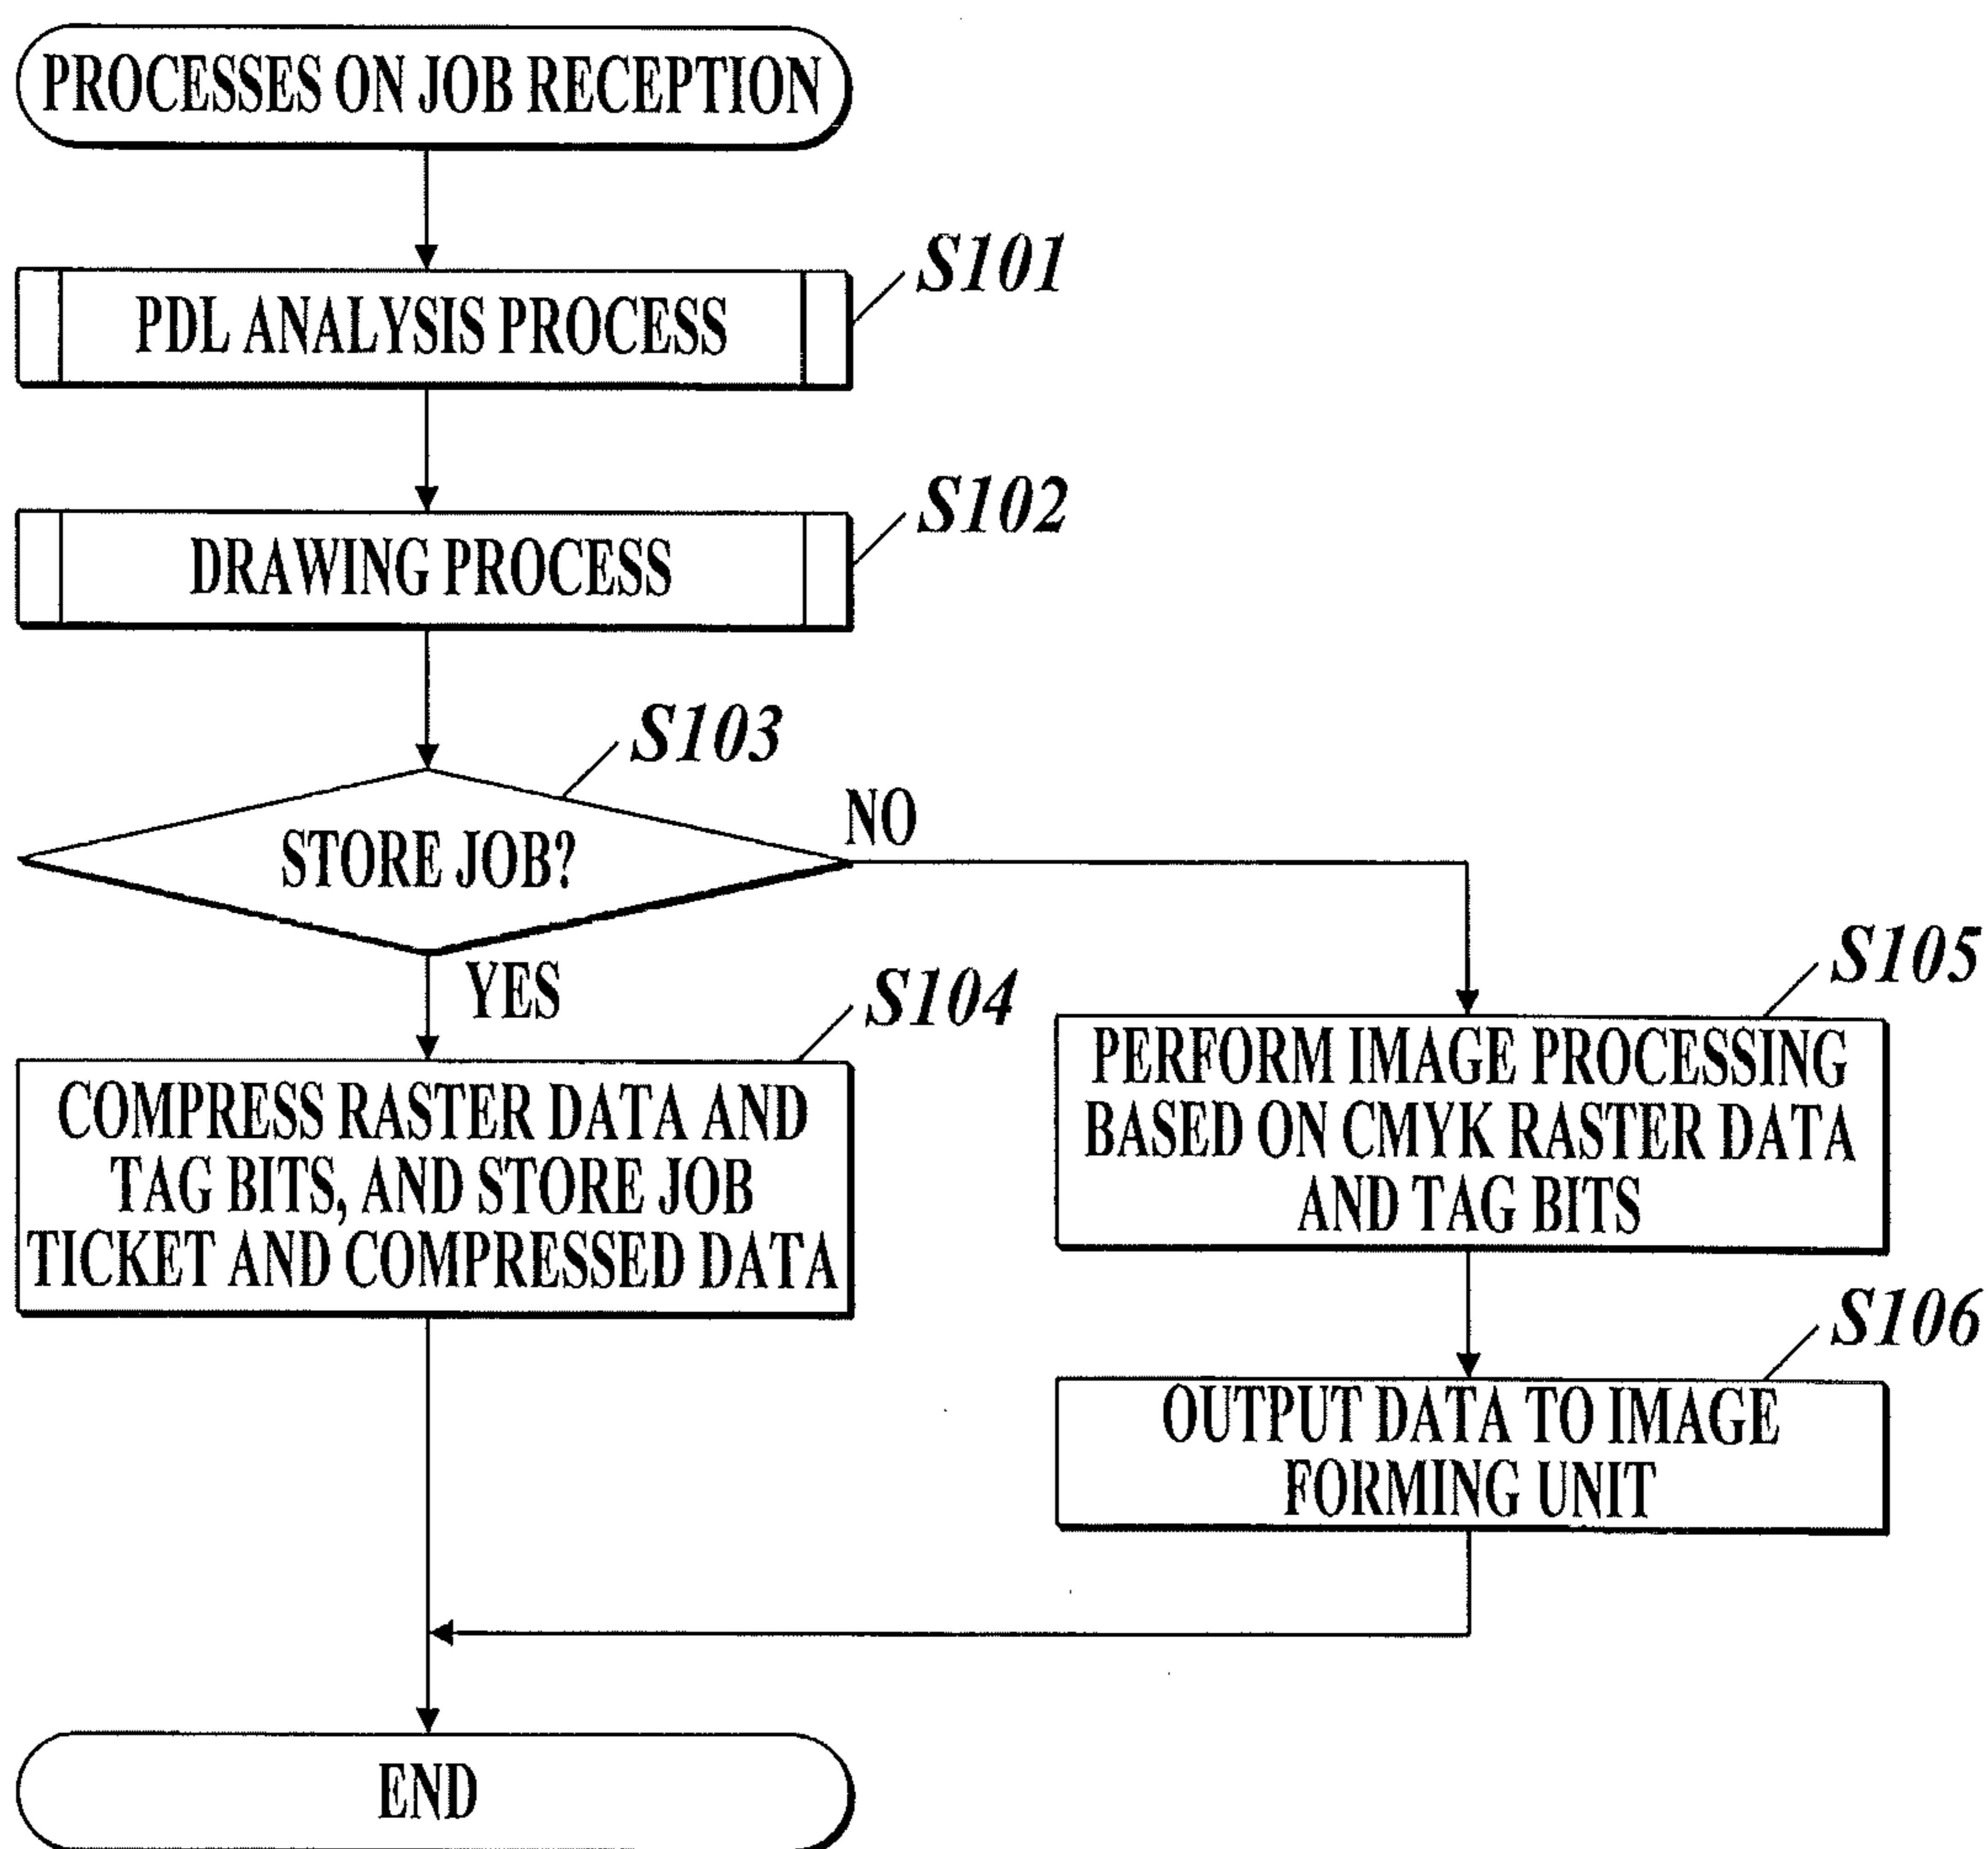 PROCESSES ON JOB RECEPTION
S101
PDL ANALYSIS PROCESS
S102
DRAWING PROCESS
S103
STORE JOB?
NO
YES
S104
COMPRESS RASTER DATA AND
TAG BITS, AND STORE JOB
TICKET AND COMPRESSED DATA
S105
PERFORM IMAGE PROCESSING
BASED ON CMYK RASTER DATA
AND TAG BITS
S106
OUTPUT DATA TO IMAGE
FORMING UNIT
END